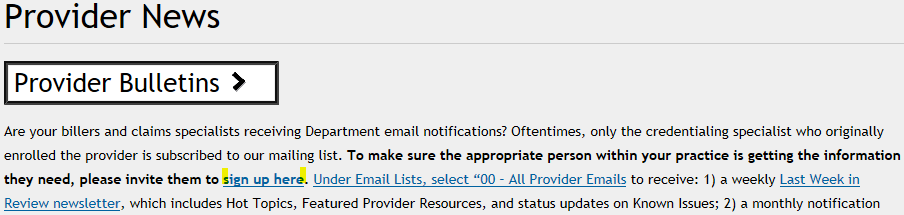 Provider News
Provider Bulletins
Are your billers and claims specialists receiving Department email notifications? Oftentimes, only the credentialing specialist who originally
enrolled the provider is subscribed to our mailing list. To make sure the appropriate person within your practice is getting the information
they need, please invite them to sign up here. Under Email Lists, select “00 - All Provider Emails to receive: 1) a weekly Last Week in
Review newsletter, which includes Hot Topics, Featured Provider Resources, and status updates on Known Issues; 2) a monthly notification